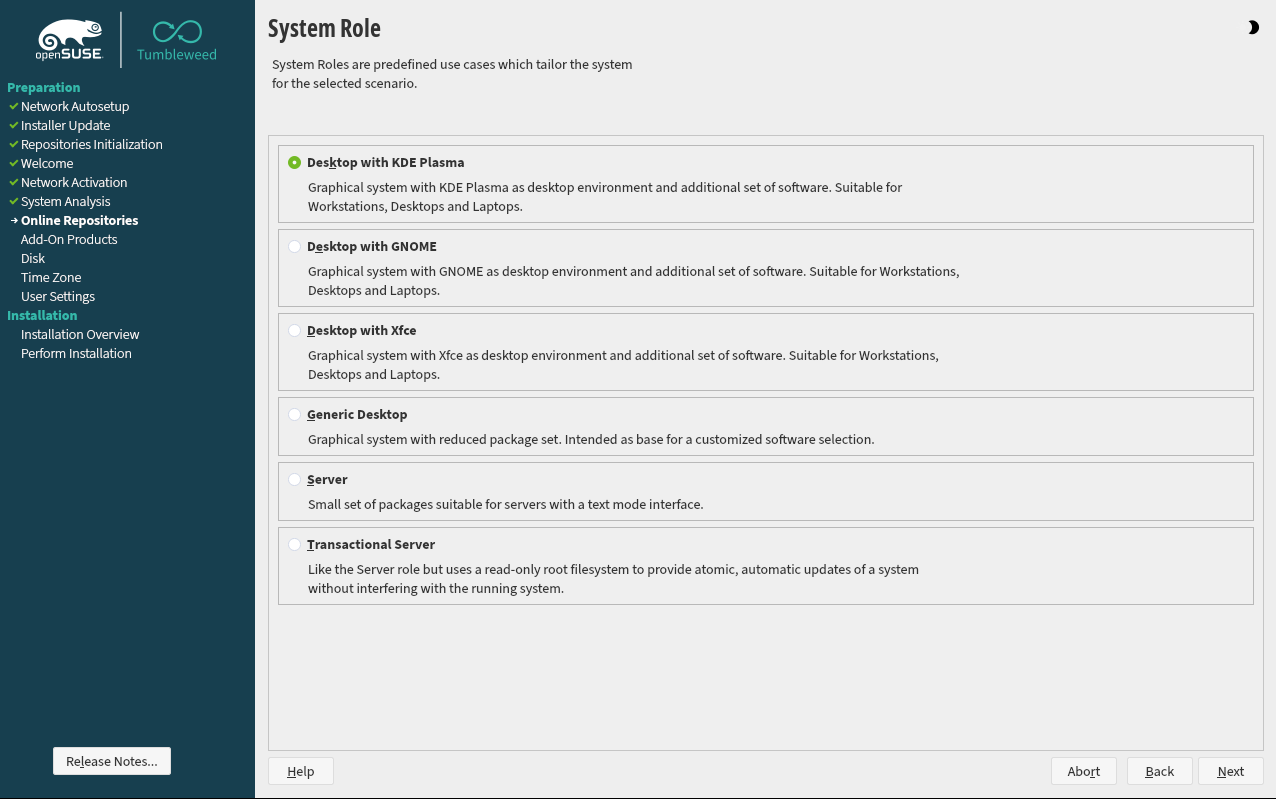 openSUSE
Tumbleweed
Preparation
Network Autosetup
Installer Update
Repositories Initialization
Welcome
Network Activation
System Analysis
Online Repositories
Add-On Products
Disk
Time Zone
User Settings
Installation
Installation Overview
Perform Installation
Release Notes...
System Role
System Roles are predefined use cases which tailor the system
for the selected scenario.
Desktop with KDE Plasma
Graphical system with KDE Plasma as desktop environment and additional set of software. Suitable for
Workstations, Desktops and Laptops.
Desktop with GNOME
Graphical system with GNOME as desktop environment and additional set of software. Suitable for Workstations,
Desktops and Laptops.
Desktop with Xfce
Graphical system with Xfce as desktop environment and additional set of software. Suitable for Workstations,
Desktops and Laptops.
Generic Desktop
Graphical system with reduced package set. Intended as base for a customized software selection.
Server
Small set of packages suitable for servers with a text mode interface.
Transactional Server
Like the Server role but uses a read-only root filesystem to provide atomic, automatic updates of a system
without interfering with the running system.
Help
Abort
Back
Next